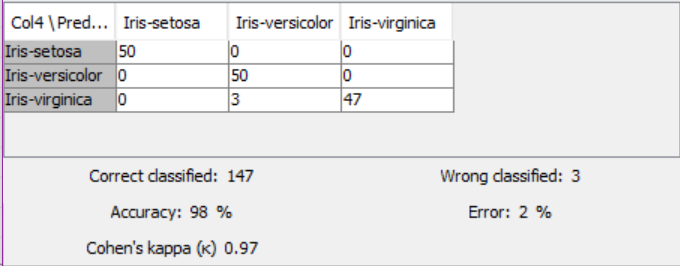 Col4 \ Pred... Iris-setosa Iris-versicolor Iris-virginica
Iris-setosa 50 0 0
Iris-versicolor 0 50 0
Iris-virginica 0 3 47
Correct classified: 147 Wrong classified: 3
Accuracy: 98 % Error: 2 %
Cohen's kappa (κ) 0.97